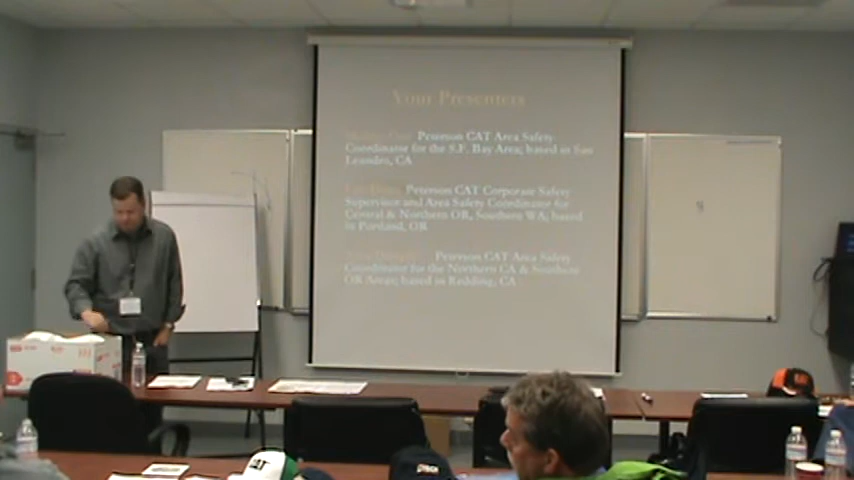 Your Presenters
Peterson CAT Area Safety
Coordinator for the S.F. Bay Area; based in San
Leandro, CA
Peterson CAT Corporate Safety
Supervisor and Area Safety Coordinator for
Central & Northern OR, Southern WA; based
in Portland, OR
Peterson CAT Area Safety
Coordinator for the Northern CA & Southern
OR Areas; based in Redding, CA
CAT